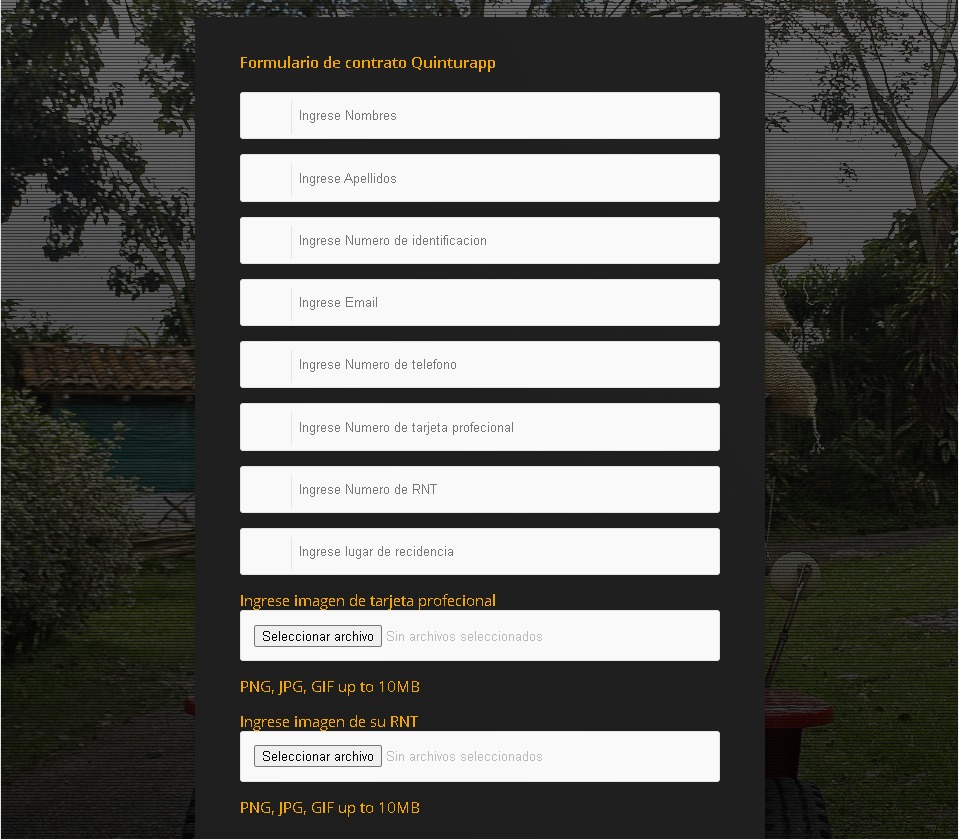 Formulario de contrato Quinturapp
Ingrese Nombres
Ingrese Apellidos
Ingrese Numero de identificacion
Ingrese Email
Ingrese Numero de telefono
Ingrese Numero de tarjeta profecional
Ingrese Numero de RNT
Ingrese lugar de recidencia
Ingrese imagen de tarjeta profecional
Seleccionar archivo Sin archivos seleccionados
PNG, JPG, GIF up to 10MB
Ingrese imagen de su RNT
Seleccionar archivo Sin archivos seleccionados
PNG, JPG, GIF up to 10MB